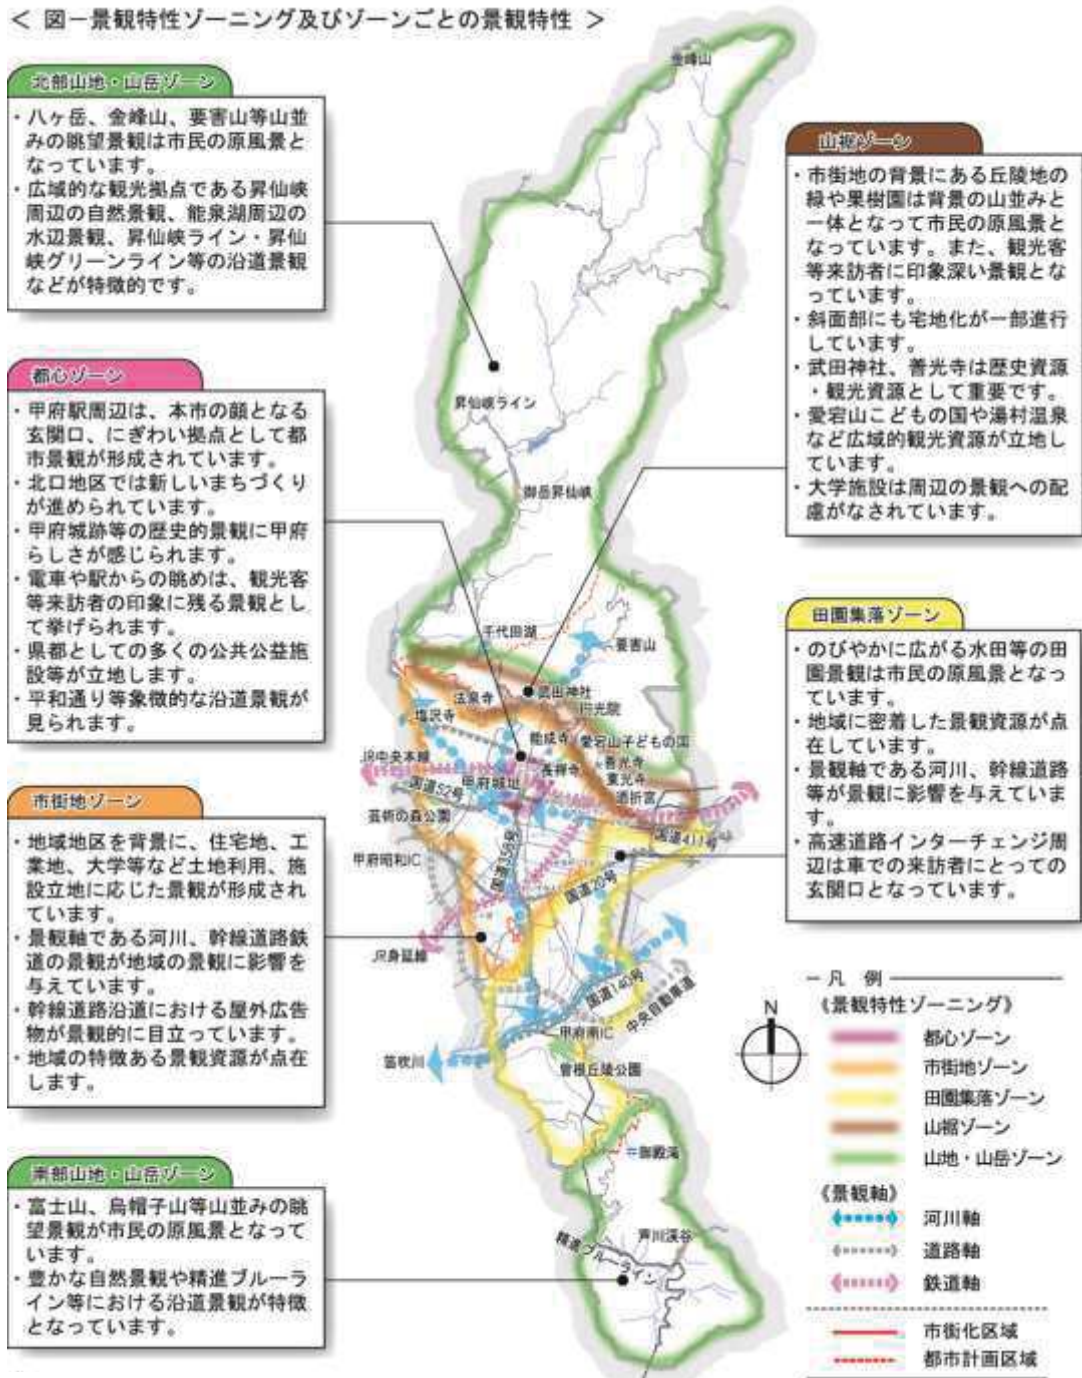 ＜ 図－景観特性ゾーニング及びゾーンごとの景観特性 ＞
北部山地・山岳ゾーン
・八ヶ岳、金峰山、要害山等山並
みの眺望景観は市民の原風景と
なっています。
・広域的な観光拠点である昇仙峡
周辺の自然景観、能泉湖周辺の
水辺景観、昇仙峡ライン・昇仙
峡グリーンライン等の沿道景観
などが特徴的です。
都心ゾーン
・甲府駅周辺は、本市の顔となる
玄関口、にぎわい拠点として都
市景観が形成されています。
・北口地区では新しいまちづくり
が進められています。
・甲府城跡等の歴史的景観に甲府
らしさが感じられます。
・電車や駅からの眺めは、観光客
等来訪者の印象に残る景観とし
て挙げられます。
・県都としての多くの公共公益施
設等が立地します。
・平和通り等象徴的な沿道景観が
見られます。
市街地ゾーン
・地域地区を背景に、住宅地、工
業地、大学等など土地利用、施
設立地に応じた景観が形成され
ています。
・景観軸である河川、幹線道路鉄
道の景観が地域の景観に影響を
与えています。
・幹線道路沿道における屋外広告
物が景観的に目立っています。
・地域の特徴ある景観資源が点在
します。
南部山地・山岳ゾーン
・富士山、烏帽子山等山並みの眺
望景観が市民の原風景となって
います。
・豊かな自然景観や精進ブルーラ
イン等における沿道景観が特徴
となっています。
金峰山
昇仙峡ライン
御岳昇仙峡
千代田湖
要害山
武田神社
法泉寺
円光院
塩沢寺
能成寺
愛宕山子どもの国
JR中央本線
長禅寺
善光寺
東光寺
甲府城址
国道52号
酒折宮
芸術の森公園
国道411号
甲府昭和IC
国道358号
国道20号
JR身延線
国道140号
中央自動車道
甲府南IC
笛吹川
曽根丘陵公園
御殿滝
芦川渓谷
精進ブルーライン
山裾ゾーン
・市街地の背景にある丘陵地の
緑や果樹園は背景の山並みと
一体となって市民の原風景と
なっています。また、観光客
等来訪者に印象深い景観とな
っています。
・斜面部にも宅地化が一部進行
しています。
・武田神社、善光寺は歴史資源
・観光資源として重要です。
・愛宕山こどもの国や湯村温泉
など広域的観光資源が立地し
ています。
・大学施設は周辺の景観への配
慮がなされています。
田園集落ゾーン
・のびやかに広がる水田等の田
園景観は市民の原風景となっ
ています。
・地域に密着した景観資源が点
在しています。
・景観軸である河川、幹線道路
等が景観に影響を与えていま
す。
・高速道路インターチェンジ周
辺は車での来訪者にとっての
玄関口となっています。
N
凡 例
《景観特性ゾーニング》
都心ゾーン
市街地ゾーン
田園集落ゾーン
山裾ゾーン
山地・山岳ゾーン
《景観軸》
河川軸
道路軸
鉄道軸
市街化区域
都市計画区域